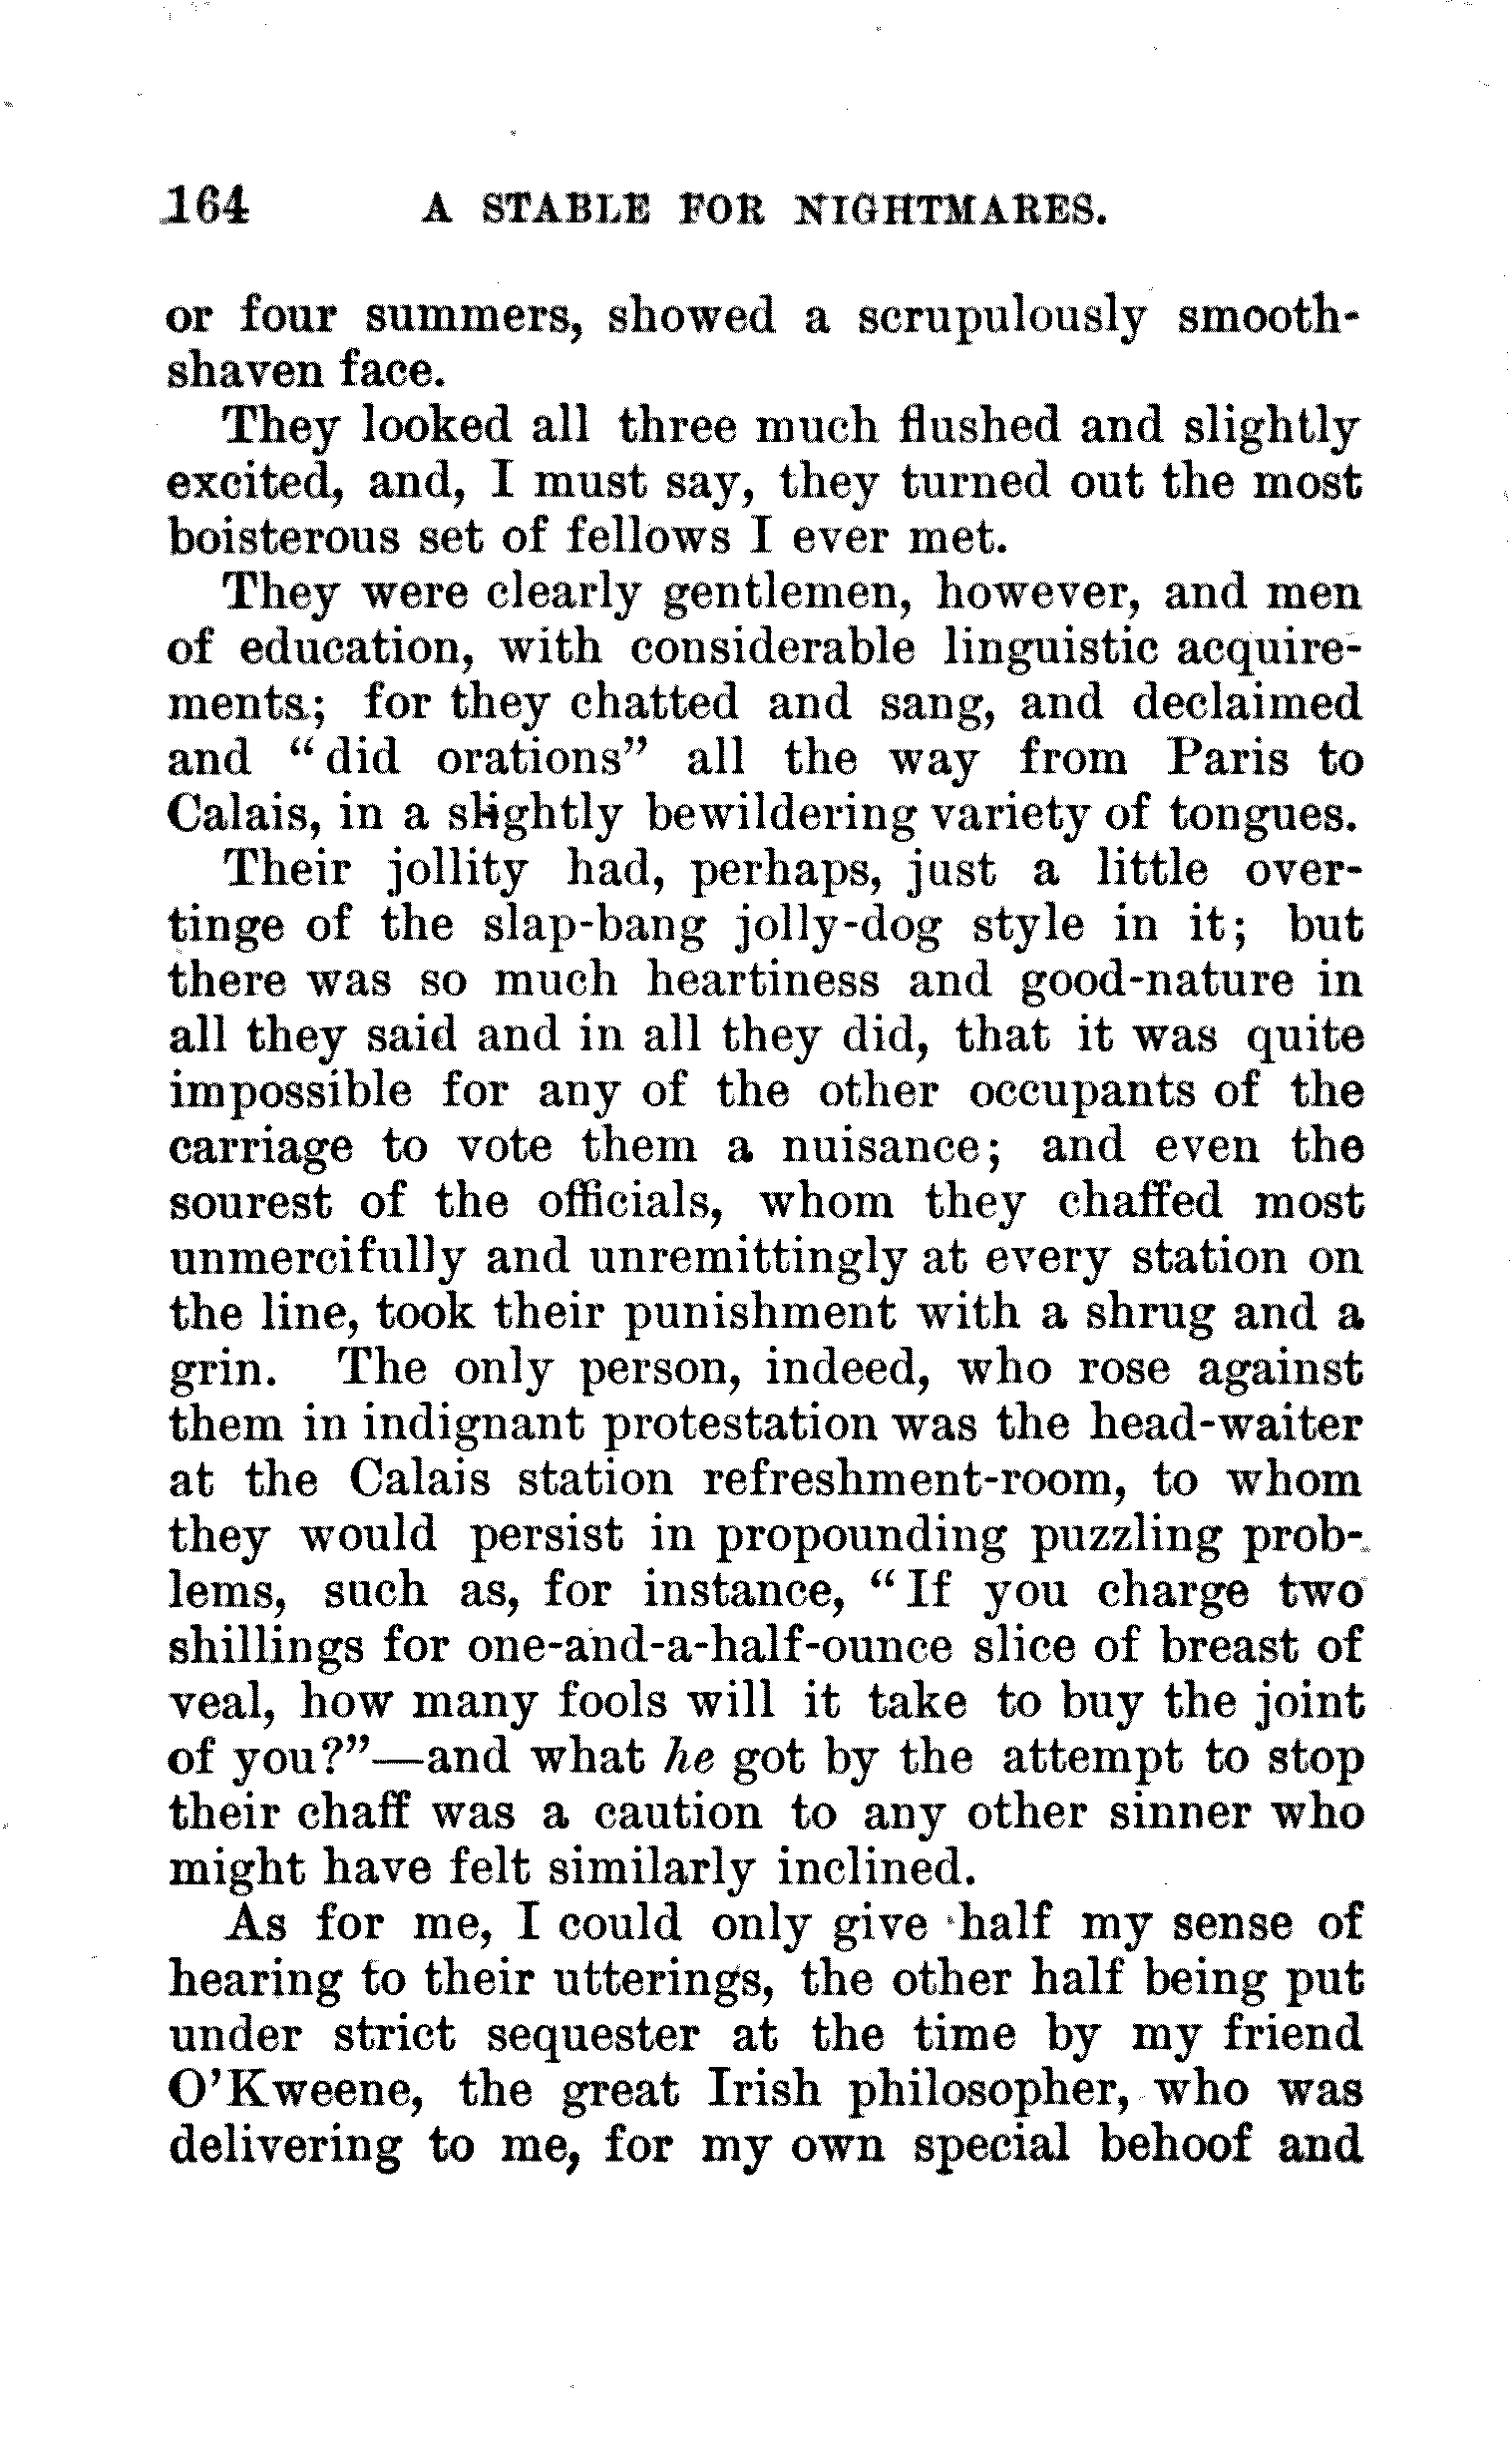 164 A STABLE FOR NIGHTMARES.
or four summers, showed a scrupulously smooth-
shaven face.
They looked all three much flushed and slightly
excited, and, I must say, they turned out the most
boisterous set of fellows I ever met.
They were clearly gentlemen, however, and men
of education, with considerable linguistic acquire-
ments; for they chatted and sang, and declaimed
and "did orations" all the way from Paris to
Calais, in a slightly bewildering variety of tongues.
Their jollity had, perhaps, just a little over-
tinge of the slap-bang jolly-dog style in it; but
there was so much heartiness and good-nature in
all they said and in all they did, that it was quite
impossible for any of the other occupants of the
carriage to vote them a nuisance; and even the
sourest of the officials, whom they chaffed most
unmercifully and unremittingly at every station on
the line, took their punishment with a shrug and a
grin. The only person, indeed, who rose against
them in indignant protestation was the head-waiter
at the Calais station refreshment-room, to whom
they would persist in propounding puzzling prob-
lems, such as, for instance, "If you charge two
shillings for one-and-a-half-ounce slice of breast of
veal, how many fools will it take to buy the joint
of you?"—and what he got by the attempt to stop
their chaff was a caution to any other sinner who
might have felt similarly inclined.
As for me, I could only give half my sense of
hearing to their utterings, the other half being put
under strict sequester at the time by my friend
O'Kweene, the great Irish philosopher, who was
delivering to me, for my own special behoof and